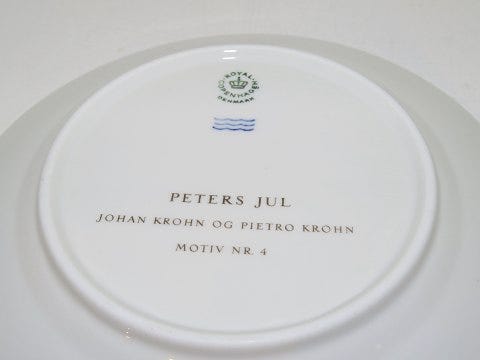 ROYAL
COPENHAGEN
DENMARK
PETERS JUL
JOHAN KROHN OG PIETRO KROHN
MOTIV NR. 4